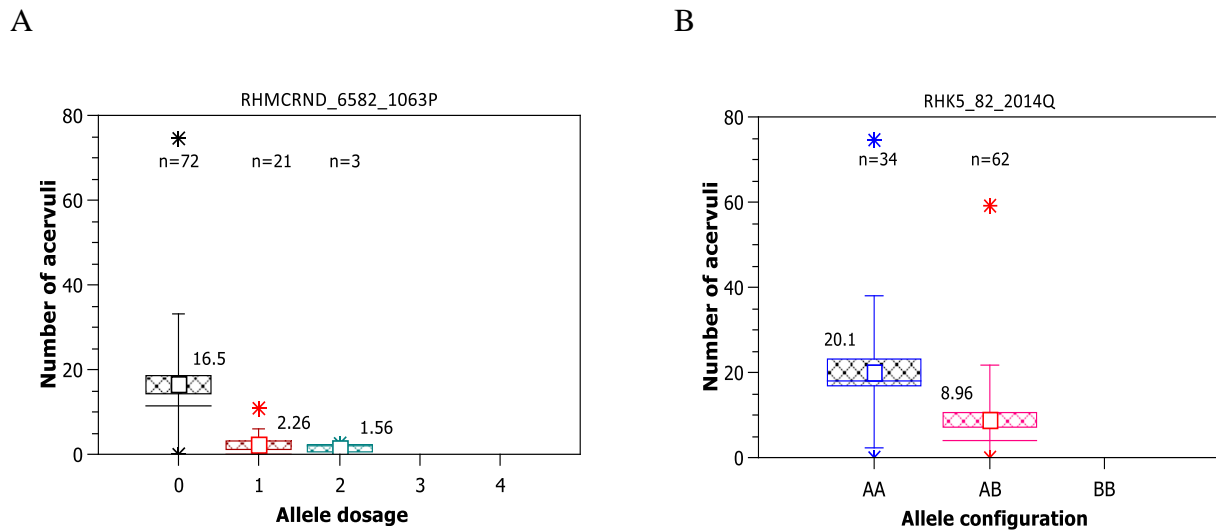 A
B
RHMCRND_6582_1063P
80
60
40
20
0
Number of acervuli
n=72
n=21
n=3
16.5
2.26
1.56
0
1
2
3
4
Allele dosage
RHK5_82_2014Q
80
60
40
20
0
Number of acervuli
n=34
n=62
20.1
8.96
AA
AB
BB
Allele configuration